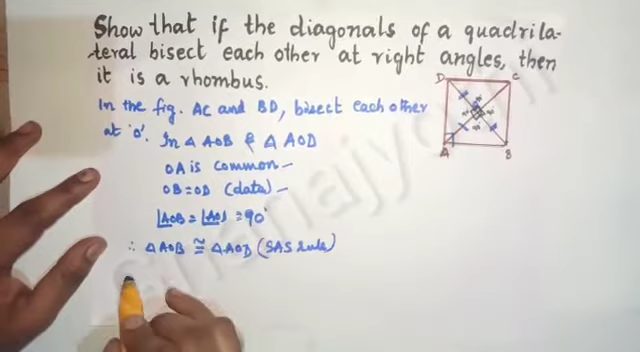 Show that if the diagonals of a quadrila-
teral bisect each other at right angles, then
it is a rhombus.
In the fig. AC and BD, bisect each other
at 'O'. In △ AOB & △ AOD
OA is common -
OB = OD (data) -
∠AOB = ∠AOD = 90°
∴ △ AOB ≅ △ AOD (SAS rule)
D C
A B